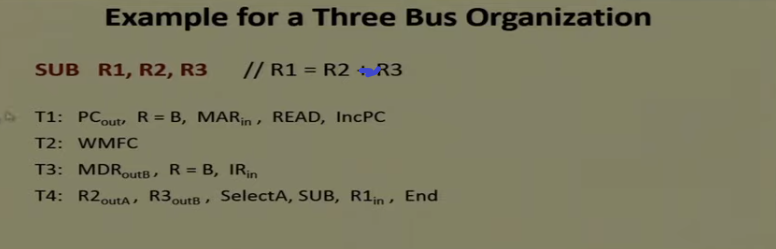 Example for a Three Bus Organization
SUB R1, R2, R3 // R1 = R2 R3
T1: PCout, R = B, MARin , READ, IncPC
T2: WMFC
T3: MDRoutB , R = B, IRin
T4: R2outA , R3outB , SelectA, SUB, R1in , End